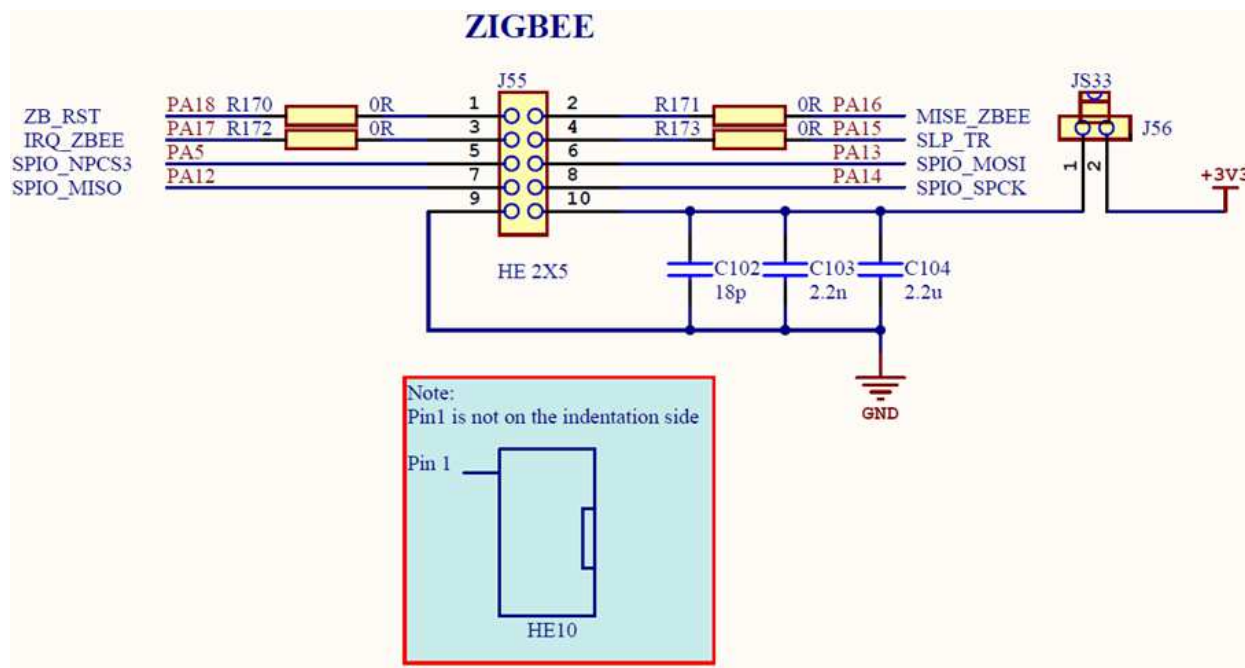 ZIGBEE
J55
JS33
ZB_RST PA18 R170 0R 1 2 R171 0R PA16 MISE_ZBEE
J56
IRQ_ZBEE PA17 R172 0R 3 4 R173 0R PA15 SLP_TR
SPIO_NPCS3 PA5 5 6 PA13 SPIO_MOSI
SPIO_MISO PA12 7 8 PA14 SPIO_SPCK
1 2
+3V3
9 10
HE 2X5
C102 C103 C104
18p 2.2n 2.2u
GND
Note:
Pin1 is not on the indentation side
Pin 1
HE10